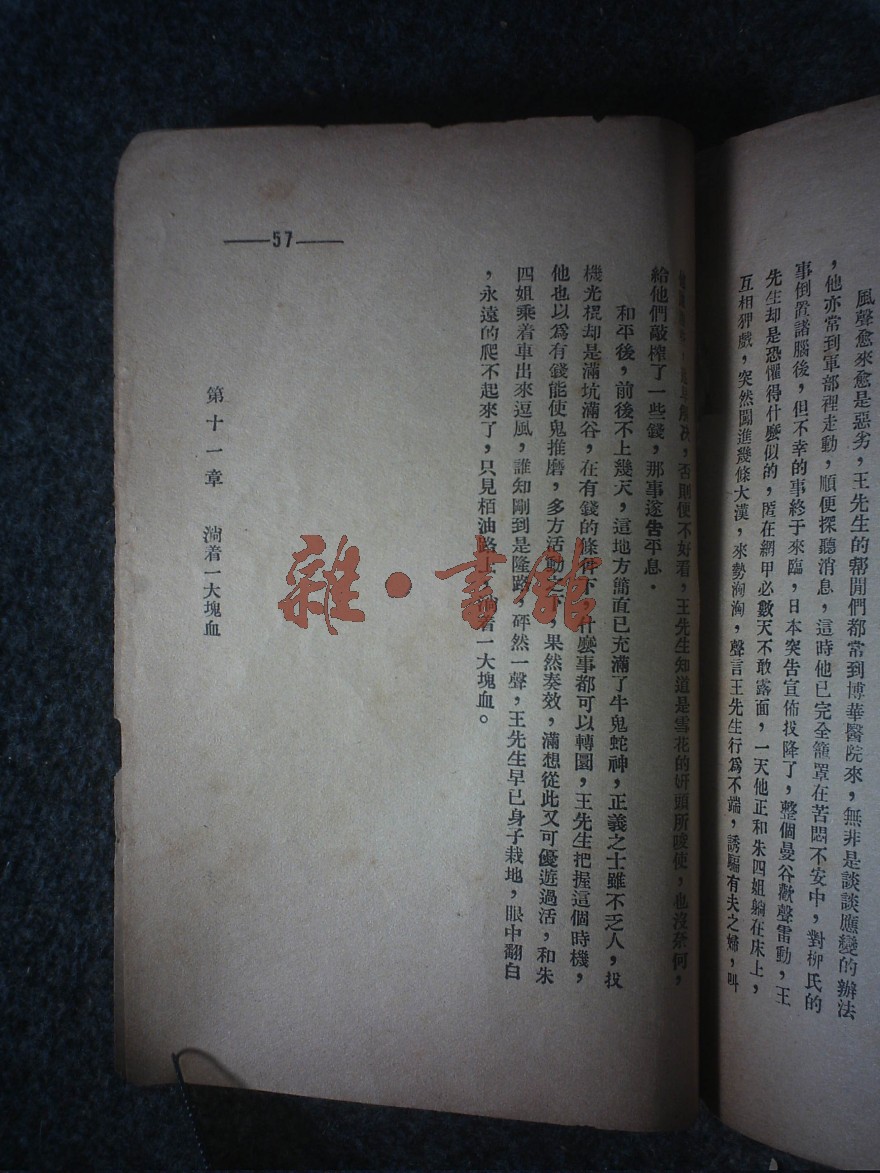 風聲愈來愈是惡劣，王先生的幫閒們都常到博華醫院來，無非是談談應變的辦法
，他亦常到軍部裡走動，順便探聽消息，這時他已完全籠罩在苦悶不安中，對柳氏的
事倒置諸腦後，但不幸的事終于來臨，日本突告宣佈投降了，整個曼谷歡聲雷動，王
先生却是恐懼得什麼似的，匿在網甲必數天不敢露面，一天他正和朱四姐躺在床上，
互相狎戲，突然闖進幾條大漢，來勢洶洶，聲言王先生行為不端，誘騙有夫之婦，叫
解决，否則便不好看，王先生知道是雪花的姘頭所唆使，也沒奈何，
給他們敲榨了一些錢，那事遂告平息．
和平後，前後不上幾天，這地方簡直已充滿了牛鬼蛇神，正義之士雖不乏人，投
機光棍却是滿坑滿谷，在有錢的條件下，什麼事都可以轉圜，王先生把握這個時機，
他也以為有錢能使鬼推磨，多方活動之下，果然奏效，滿想從此又可優遊過活，和朱
四姐乘着車出來逗風，誰知剛到是隆路，砰然一聲，王先生早已身子栽地，眼中翻白
，永遠的爬不起來了，只見栢油路上淌着一大塊血。
第十一章　淌着一大塊血
57
雜·書館